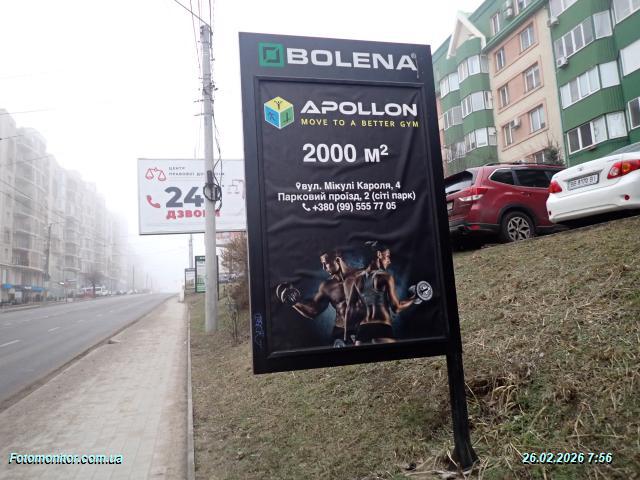 BOLENA
APOLLON
MOVE TO A BETTER GYM
2000 м²
вул. Мікулі Кароля, 4
Парковий проїзд, 2 (сіті парк)
+380 (99) 555 77 05
ЦЕНТР
24
ДЗВОНИ
Fotomonitor.com.ua
26.02.2026 7:56